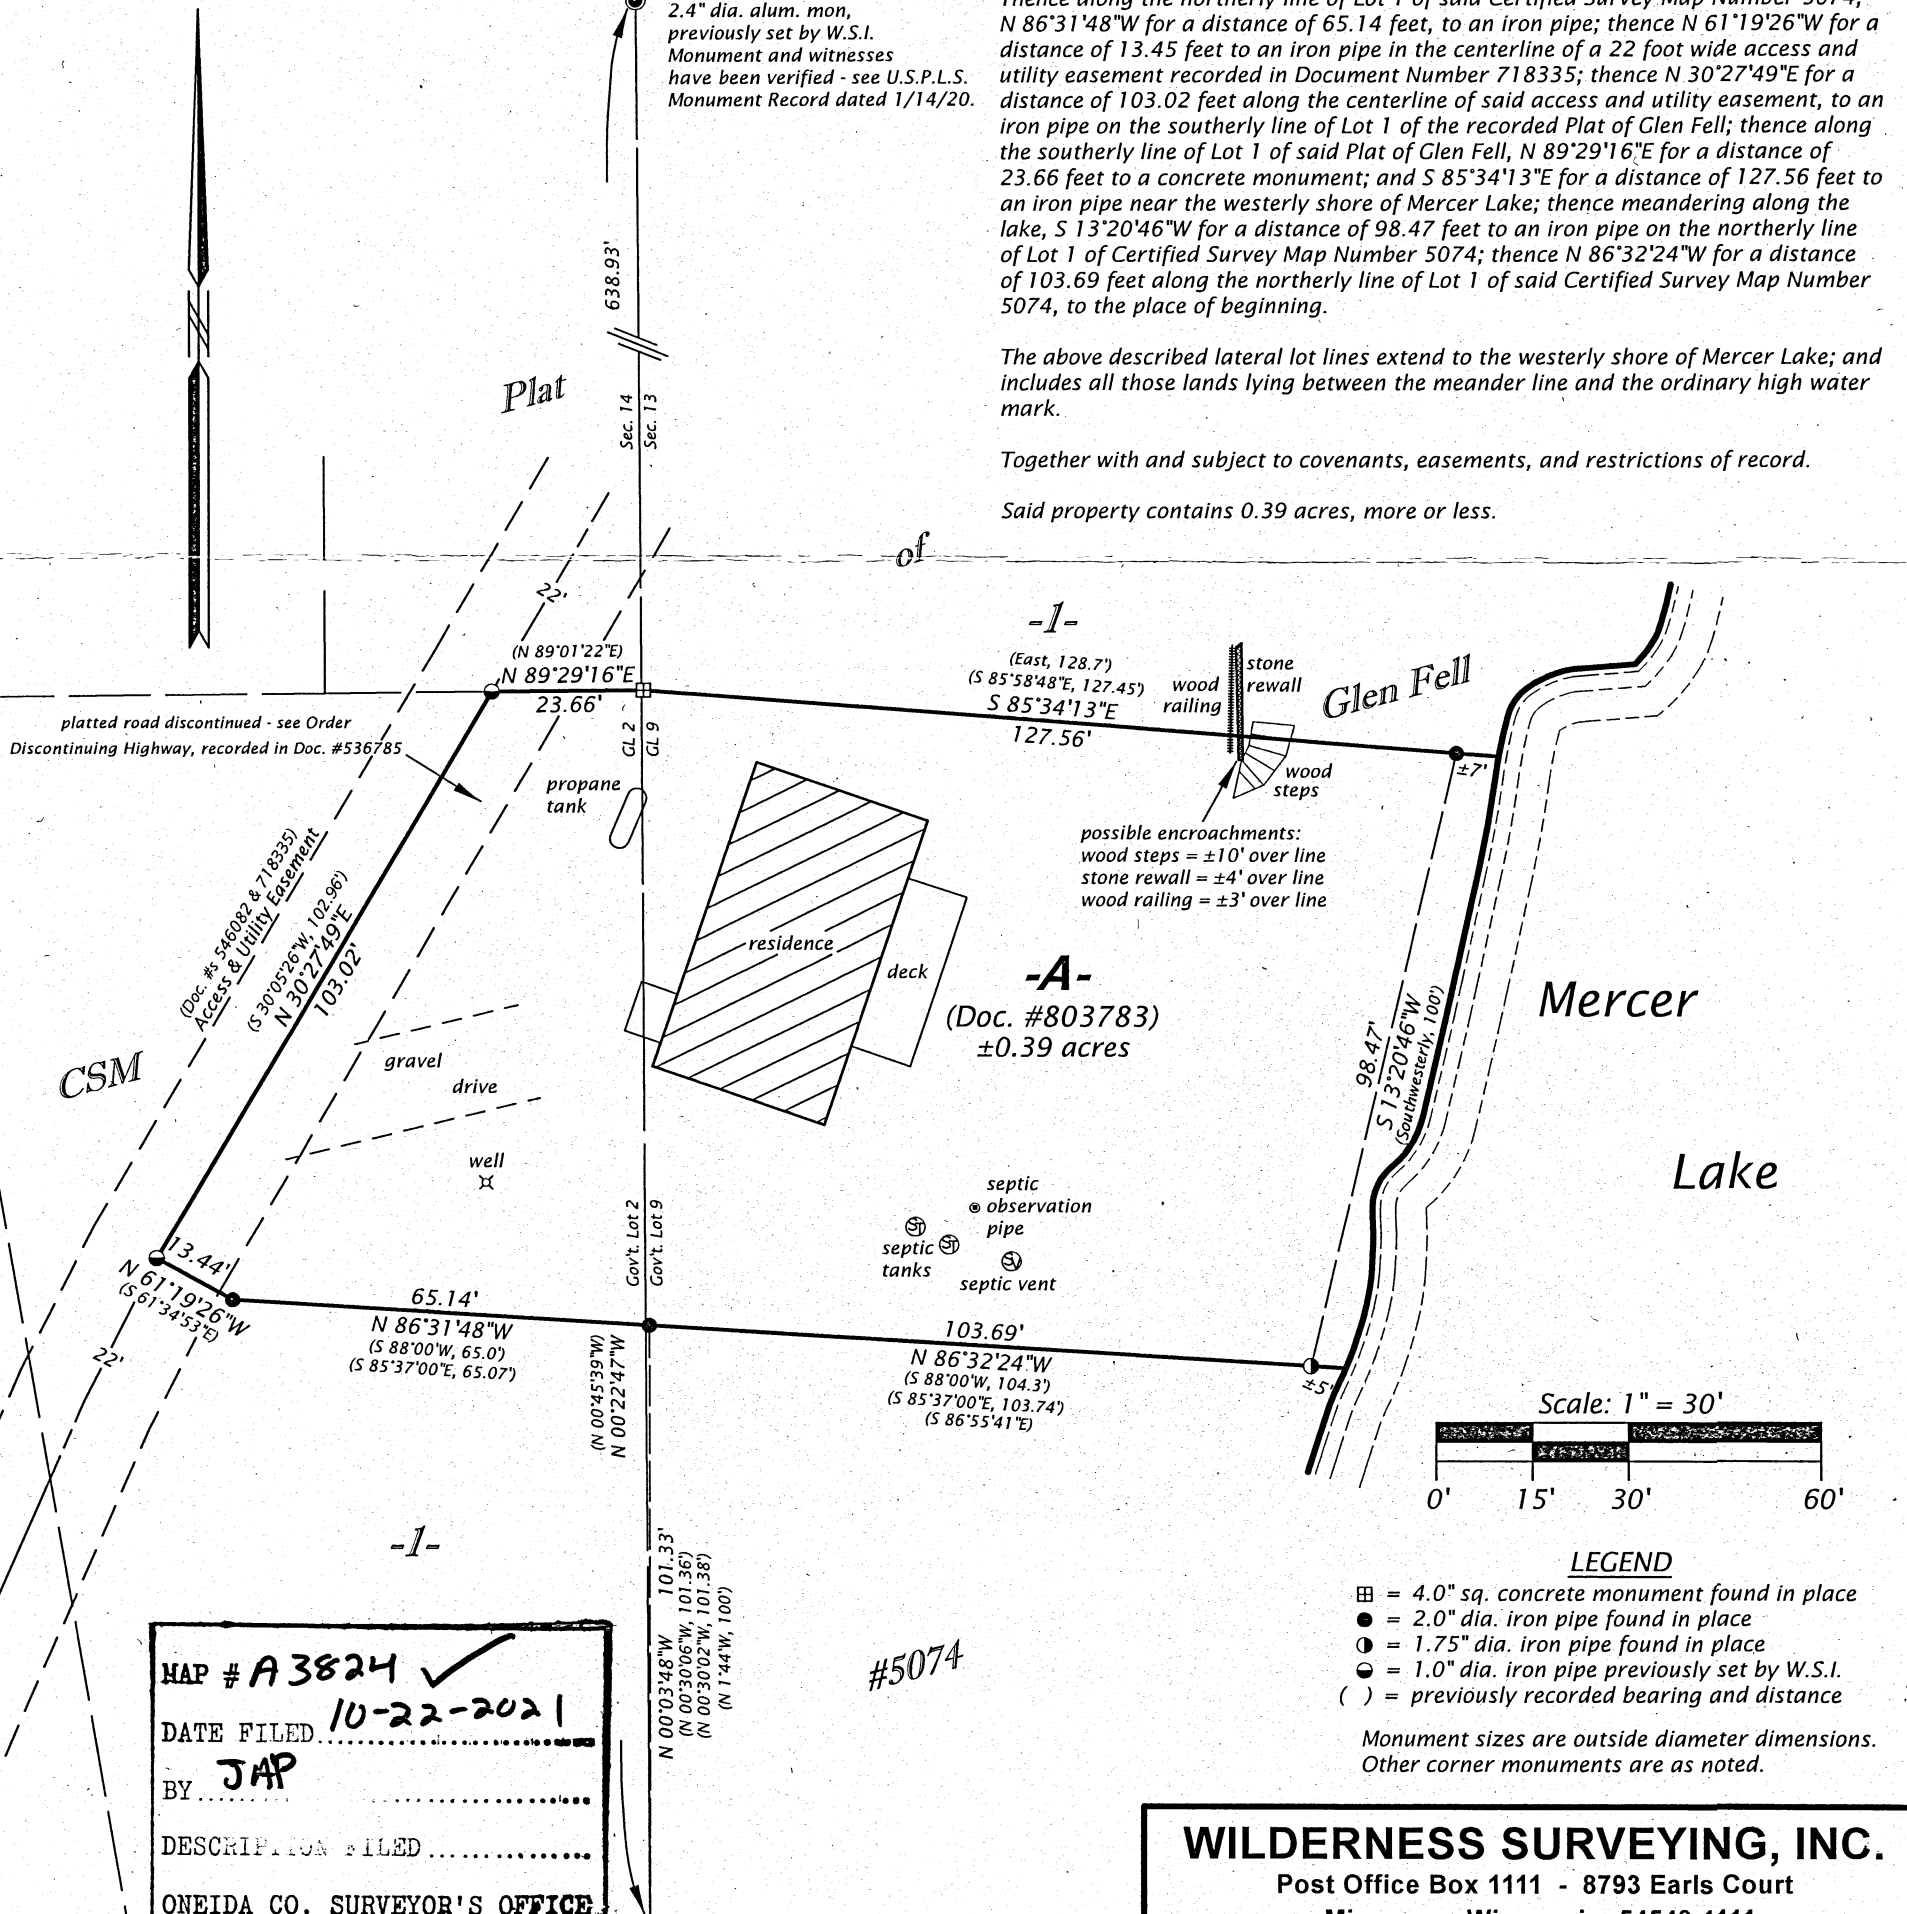 2.4" dia. alum. mon,
previously set by W.S.I.
Monument and witnesses
have been verified - see U.S.P.L.S.
Monument Record dated 1/14/20.
Thence along the northerly line of Lot 1 of said Certified Survey Map Number 5074,
N 86°31'48"W for a distance of 65.14 feet, to an iron pipe; thence N 61°19'26"W for a
distance of 13.45 feet to an iron pipe in the centerline of a 22 foot wide access and
utility easement recorded in Document Number 718335; thence N 30°27'49"E for a
distance of 103.02 feet along the centerline of said access and utility easement, to an
iron pipe on the southerly line of Lot 1 of the recorded Plat of Glen Fell; thence along
the southerly line of Lot 1 of said Plat of Glen Fell, N 89°29'16"E for a distance of
23.66 feet to a concrete monument; and S 85°34'13"E for a distance of 127.56 feet to
an iron pipe near the westerly shore of Mercer Lake; thence meandering along the
lake, S 13°20'46"W for a distance of 98.47 feet to an iron pipe on the northerly line
of Lot 1 of Certified Survey Map Number 5074; thence N 86°32'24"W for a distance
of 103.69 feet along the northerly line of Lot 1 of said Certified Survey Map Number
5074, to the place of beginning.
The above described lateral lot lines extend to the westerly shore of Mercer Lake; and
includes all those lands lying between the meander line and the ordinary high water
mark.
Together with and subject to covenants, easements, and restrictions of record.
Said property contains 0.39 acres, more or less.
638.93'
Plat
Sec. 14
Sec. 13
of
22'
-1-
(N 89°01'22"E)
N 89°29'16"E
23.66'
(East, 128.7')
(S 85°58'48"E, 127.45')
S 85°34'13"E
127.56'
wood
railing
stone
rewall
Glen Fell
platted road discontinued - see Order
Discontinuing Highway, recorded in Doc. #536785
GL 2
GL 9
propane
tank
wood
steps
±7'
possible encroachments:
wood steps = ±10' over line
stone rewall = ±4' over line
wood railing = ±3' over line
(Doc. #s 546082 & 718335)
Access & Utility Easement
(S 30°05'26"W, 102.96')
N 30°27'49"E
103.02'
residence
deck
-A-
(Doc. #803783)
±0.39 acres
98.47'
S 13°20'46"W
(Southwesterly, 100')
Mercer
Lake
CSM
gravel
drive
well
septic
observation
pipe
septic
tanks
ST
ST
SV
septic vent
Gov't. Lot 2
Gov't. Lot 9
13.44'
N 61°19'26"W
(S 61°34'53"E)
22'
65.14'
N 86°31'48"W
(S 88°00'W, 65.0')
(S 85°37'00"E, 65.07')
(N 00°45'39"W)
N 00°22'47"W
103.69'
N 86°32'24"W
(S 88°00'W, 104.3')
(S 85°37'00"E, 103.74')
(S 86°55'41"E)
±5'
Scale: 1" = 30'
0' 15' 30' 60'
-1-
N 00°03'48"W 101.33'
(N 00°30'06"W, 101.36')
(N 00°30'02"W, 101.38')
(N 1°44'W, 100')
#5074
LEGEND
= 4.0" sq. concrete monument found in place
= 2.0" dia. iron pipe found in place
= 1.75" dia. iron pipe found in place
= 1.0" dia. iron pipe previously set by W.S.I.
( ) = previously recorded bearing and distance
Monument sizes are outside diameter dimensions.
Other corner monuments are as noted.
MAP # A3824 ✓
DATE FILED 10-22-2021
BY JAP
DESCRIPTION FILED
ONEIDA CO. SURVEYOR'S OFFICE
WILDERNESS SURVEYING, INC.
Post Office Box 1111 - 8793 Earls Court